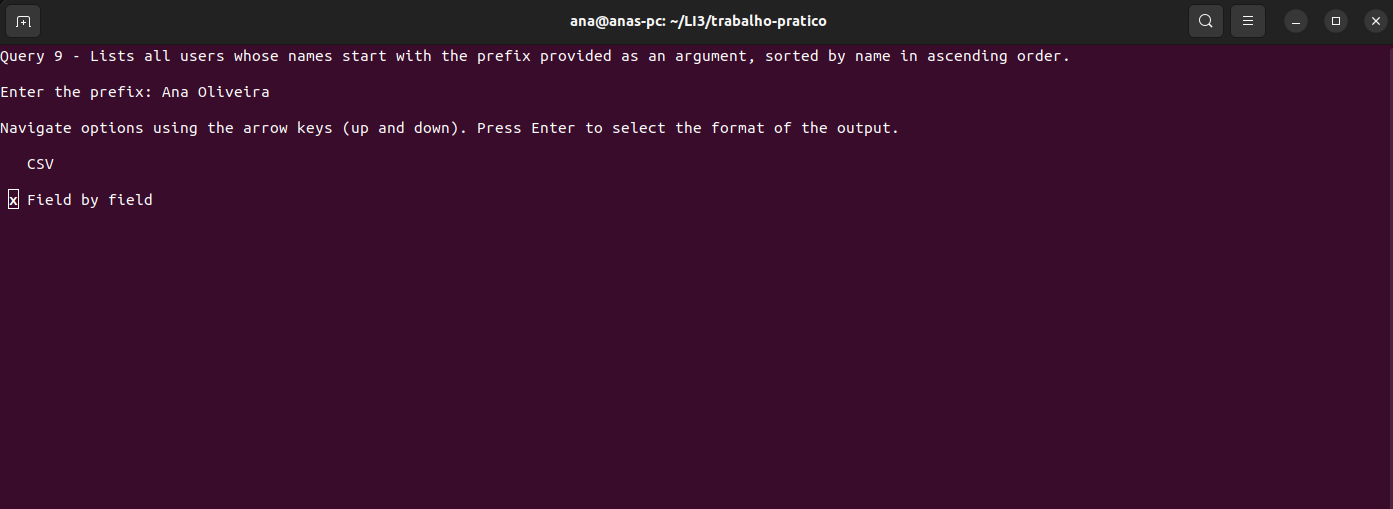 ana@anas-pc: ~/LI3/trabalho-pratico
Query 9 - Lists all users whose names start with the prefix provided as an argument, sorted by name in ascending order.
Enter the prefix: Ana Oliveira
Navigate options using the arrow keys (up and down). Press Enter to select the format of the output.
CSV
x Field by field